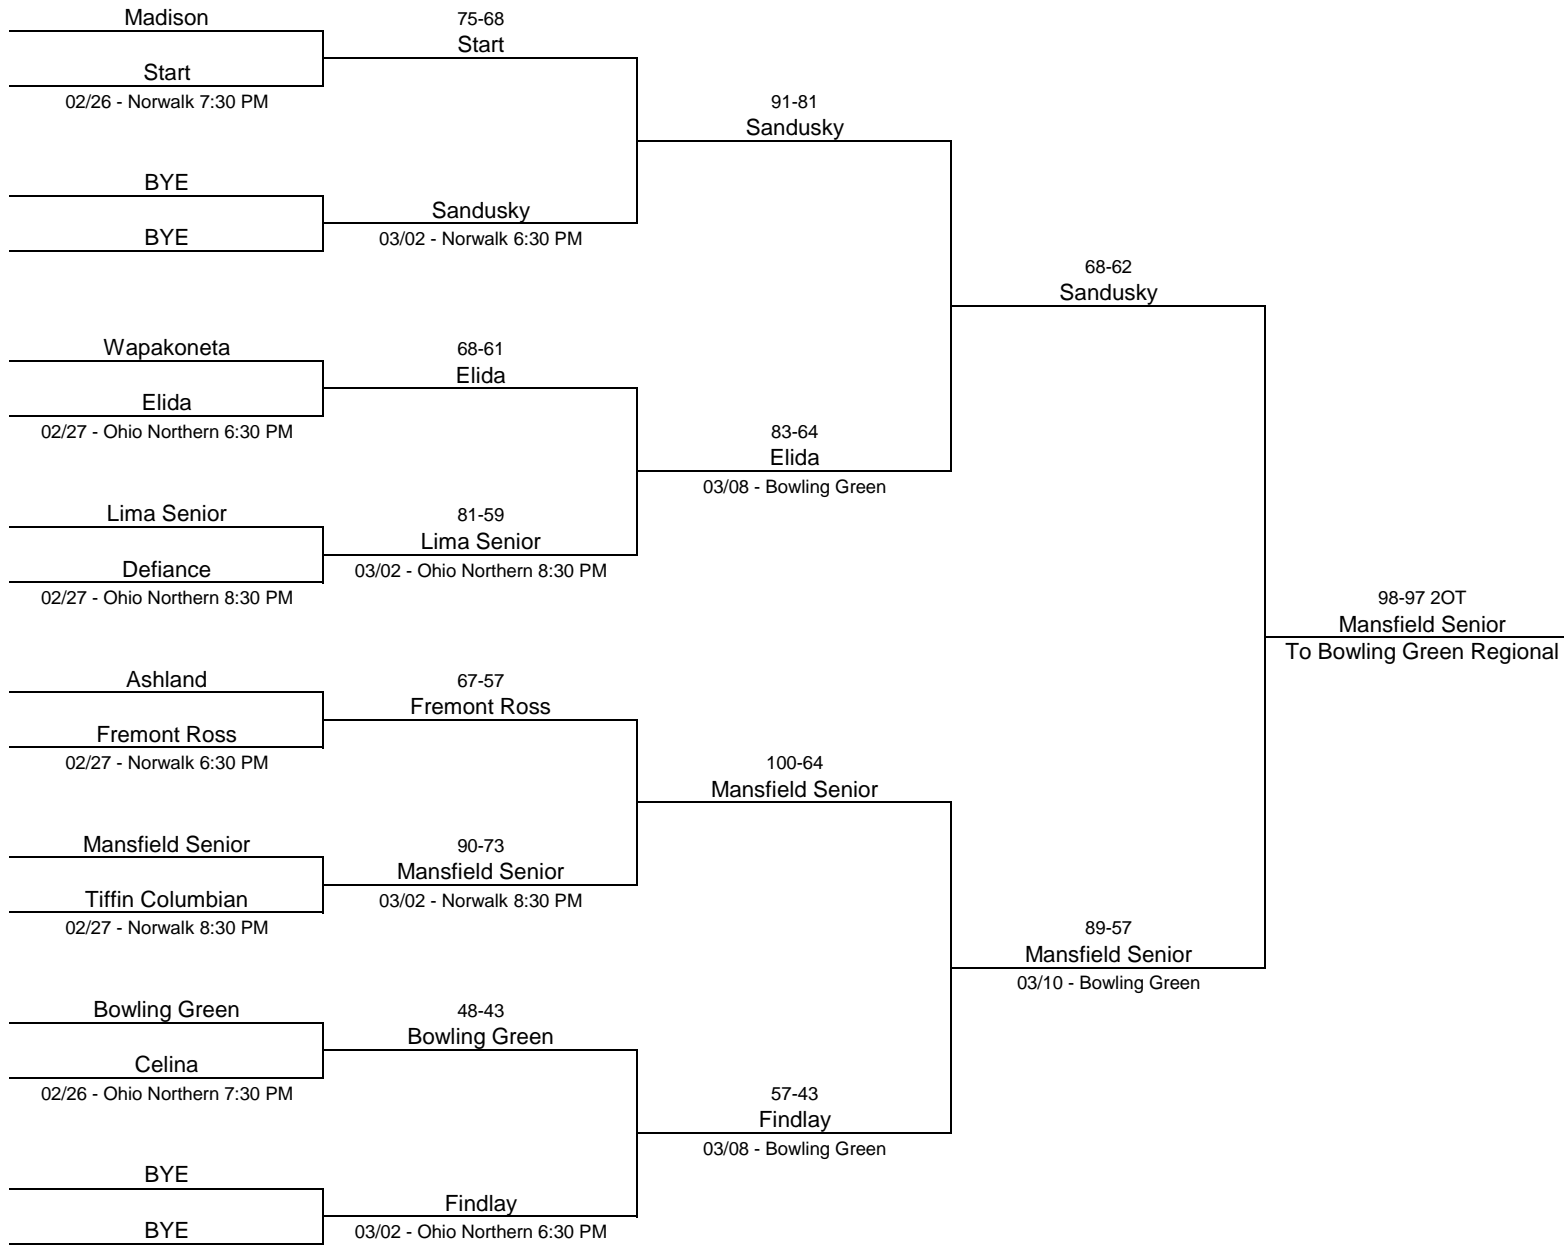 Madison
Start
02/26 - Norwalk 7:30 PM
BYE
BYE
Wapakoneta
Elida
02/27 - Ohio Northern 6:30 PM
Lima Senior
Defiance
02/27 - Ohio Northern 8:30 PM
Ashland
Fremont Ross
02/27 - Norwalk 6:30 PM
Mansfield Senior
Tiffin Columbian
02/27 - Norwalk 8:30 PM
Bowling Green
Celina
02/26 - Ohio Northern 7:30 PM
BYE
BYE
75-68
Start
Sandusky
03/02 - Norwalk 6:30 PM
68-61
Elida
81-59
Lima Senior
03/02 - Ohio Northern 8:30 PM
67-57
Fremont Ross
90-73
Mansfield Senior
03/02 - Norwalk 8:30 PM
48-43
Bowling Green
Findlay
03/02 - Ohio Northern 6:30 PM
91-81
Sandusky
83-64
Elida
03/08 - Bowling Green
100-64
Mansfield Senior
57-43
Findlay
03/08 - Bowling Green
68-62
Sandusky
89-57
Mansfield Senior
03/10 - Bowling Green
98-97 2OT
Mansfield Senior
To Bowling Green Regional